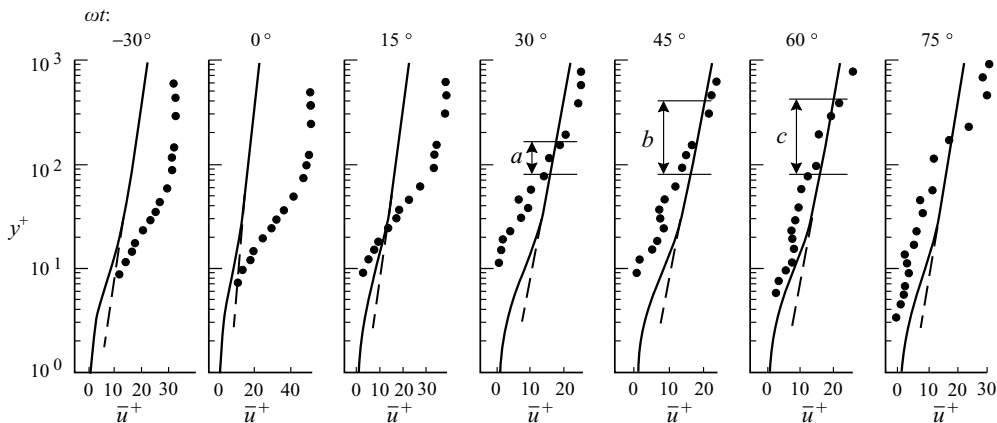 ωt:
–30° 0 ° 15 ° 30 ° 45 ° 60 ° 75 °
10³
10²
10¹
10⁰
y⁺
a
b
c
0 10 20 30
0 20 40
0 10 20 30
0 10 20
0 10 20
0 10 20
0 10 20 30
u̅⁺ u̅⁺ u̅⁺ u̅⁺ u̅⁺ u̅⁺ u̅⁺